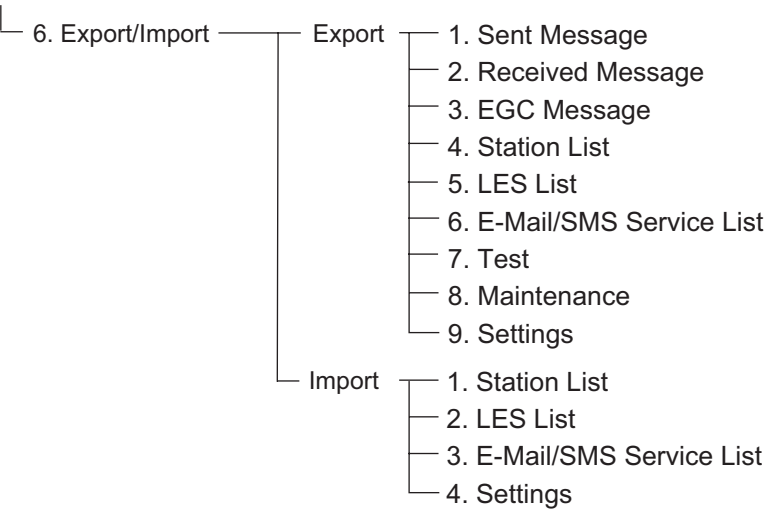 6. Export/Import Export 1. Sent Message
2. Received Message
3. EGC Message
4. Station List
5. LES List
6. E-Mail/SMS Service List
7. Test
8. Maintenance
9. Settings
Import 1. Station List
2. LES List
3. E-Mail/SMS Service List
4. Settings